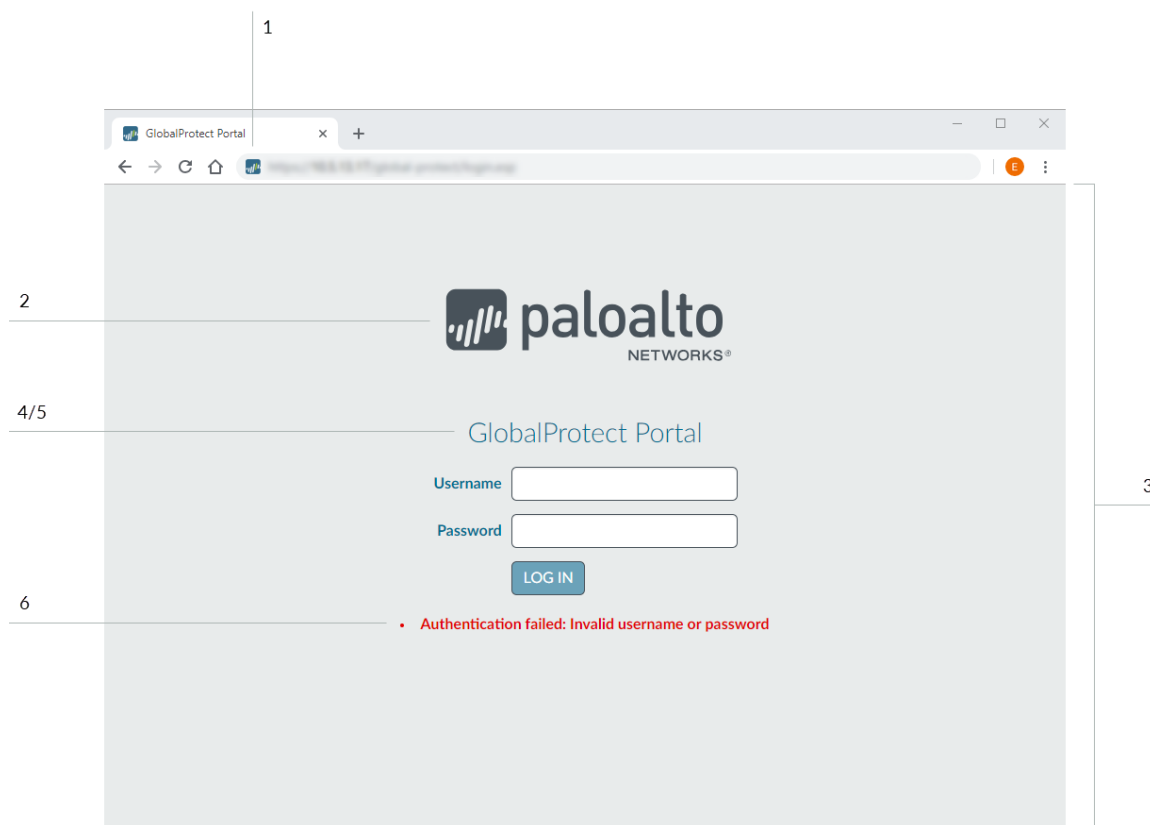 1
GlobalProtect Portal
E
2
paloalto
NETWORKS®
4/5
GlobalProtect Portal
Username
3
Password
LOG IN
6
• Authentication failed: Invalid username or password